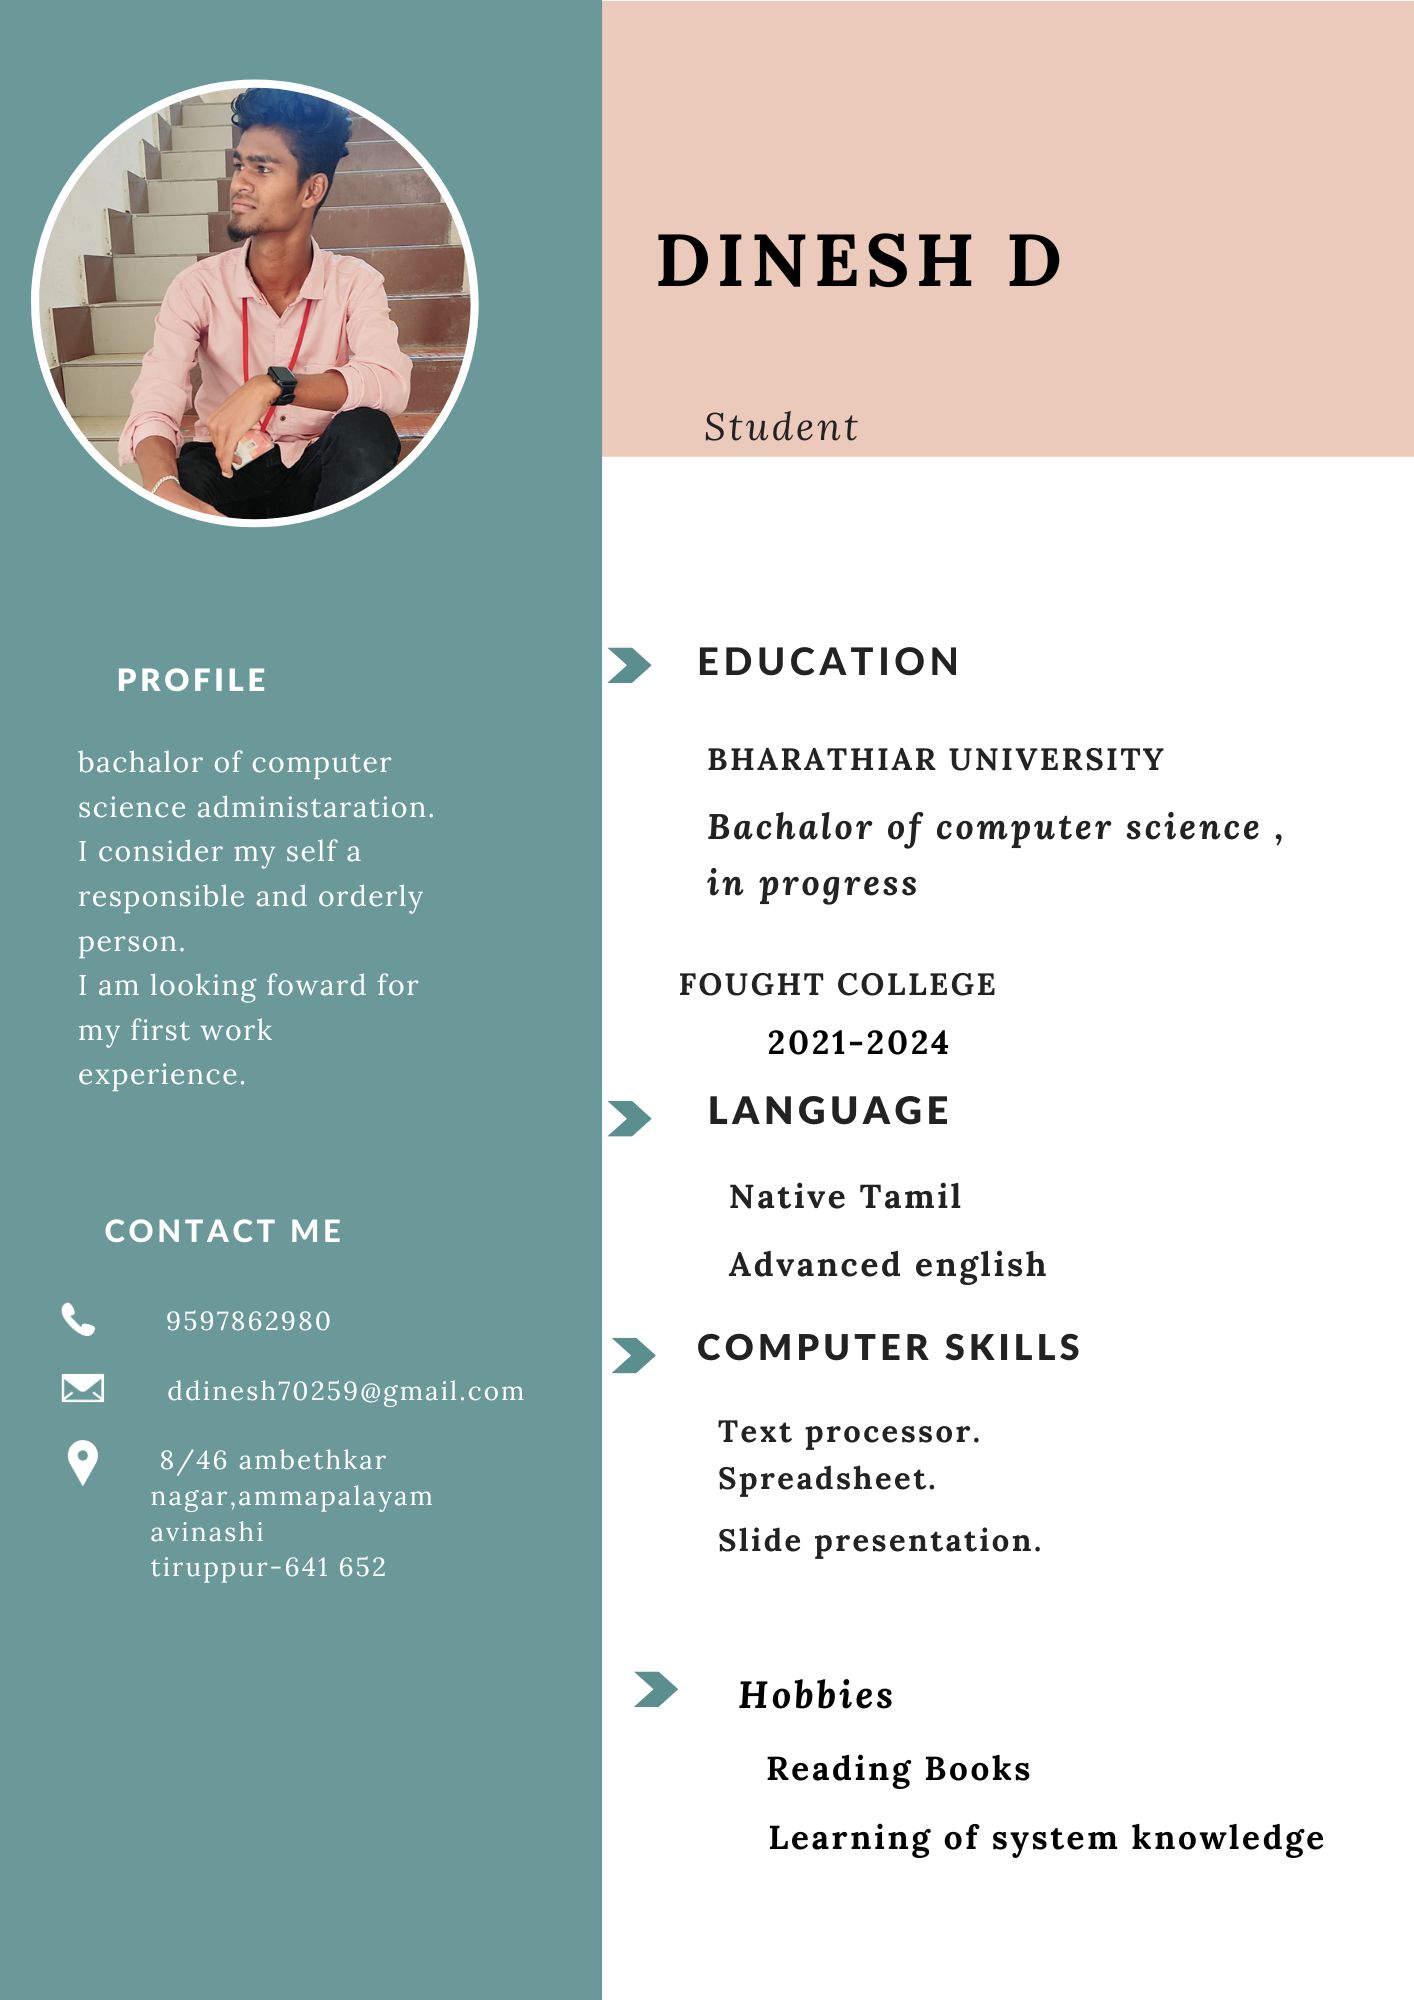 DINESH D
Student
PROFILE
bachalor of computer
science administaration.
I consider my self a
responsible and orderly
person.
I am looking foward for
my first work
experience.
CONTACT ME
9597862980
ddinesh70259@gmail.com
8/46 ambethkar
nagar,ammapalayam
avinashi
tiruppur-641 652
EDUCATION
BHARATHIAR UNIVERSITY
Bachalor of computer science ,
in progress
FOUGHT COLLEGE
2021-2024
LANGUAGE
Native Tamil
Advanced english
COMPUTER SKILLS
Text processor.
Spreadsheet.
Slide presentation.
Hobbies
Reading Books
Learning of system knowledge